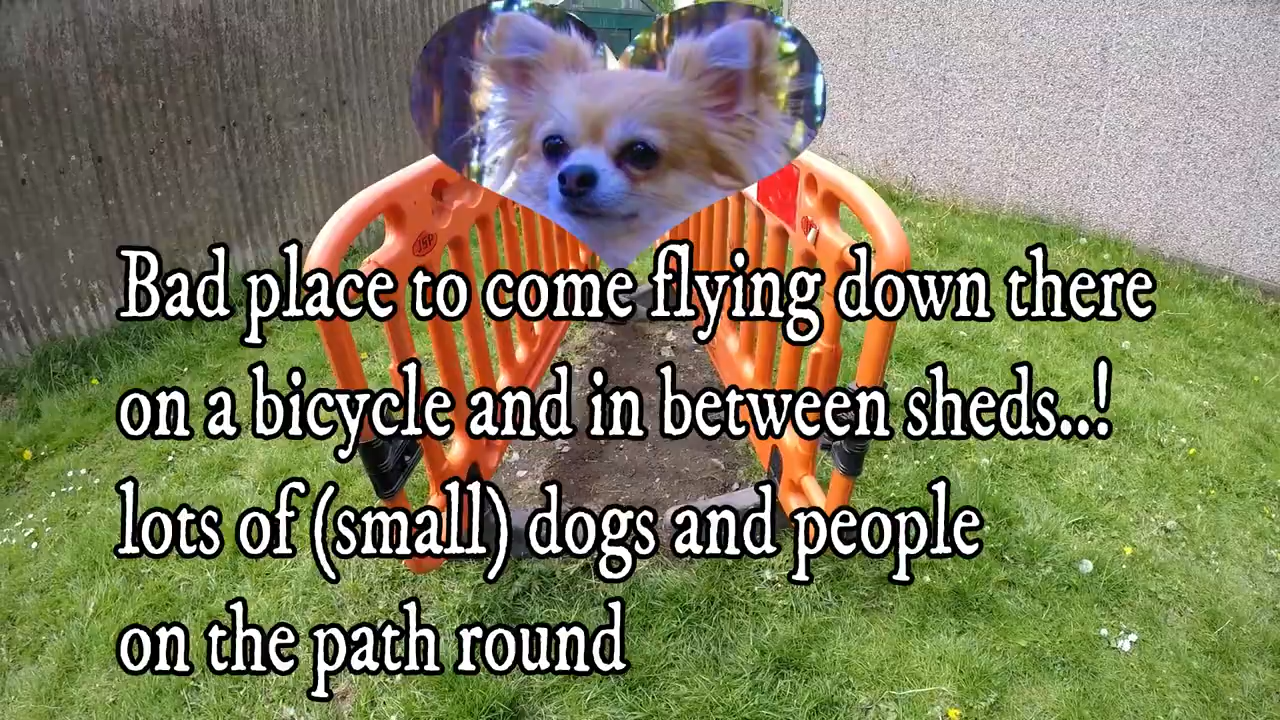 JSP
Bad place to come flying down there
on a bicycle and in between sheds..!
lots of (small) dogs and people
on the path round